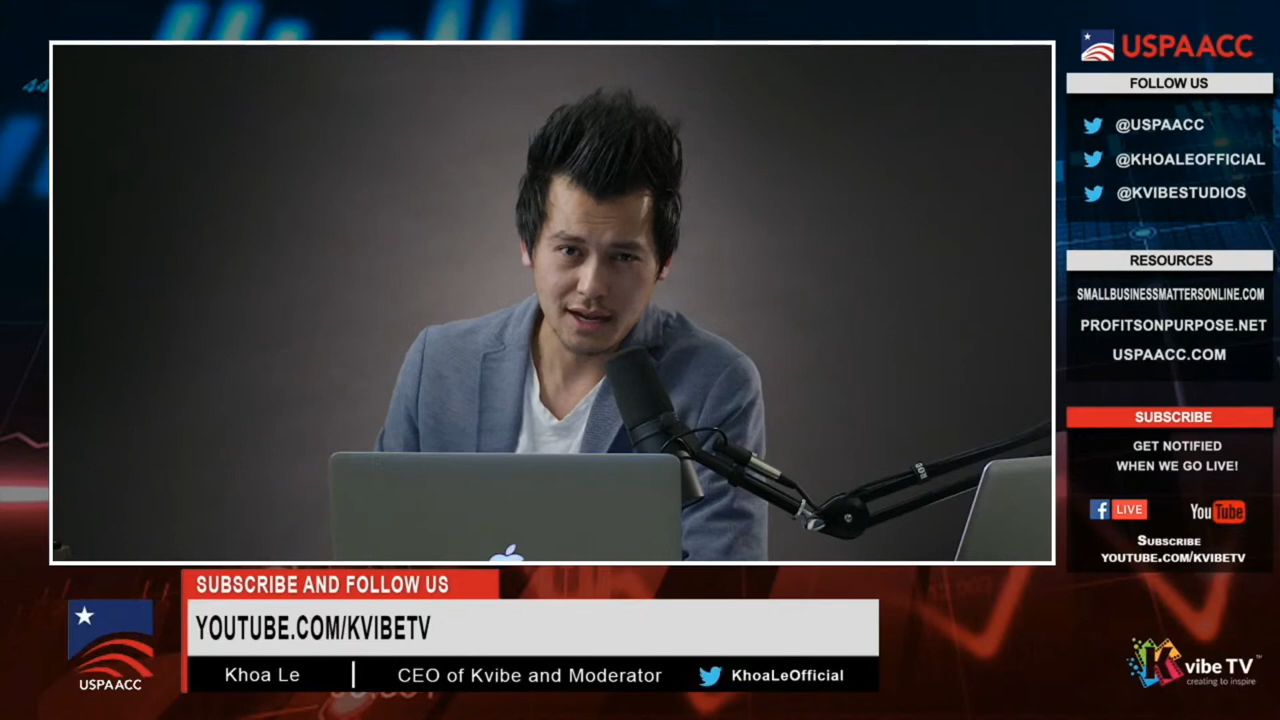 USPAACC
FOLLOW US
@USPAACC
@KHOALEOFFICIAL
@KVIBESTUDIOS
RESOURCES
SMALLBUSINESSMATTERSONLINE.COM
PROFITSONPURPOSE.NET
USPAACC.COM
SUBSCRIBE
GET NOTIFIED
WHEN WE GO LIVE!
f LIVE
YouTube
SUBSCRIBE
YOUTUBE.COM/KVIBETV
SUBSCRIBE AND FOLLOW US
YOUTUBE.COM/KVIBETV
Khoa Le | CEO of Kvibe and Moderator KhoaLeOfficial
USPAACC
Kvibe TV™
creating to inspire